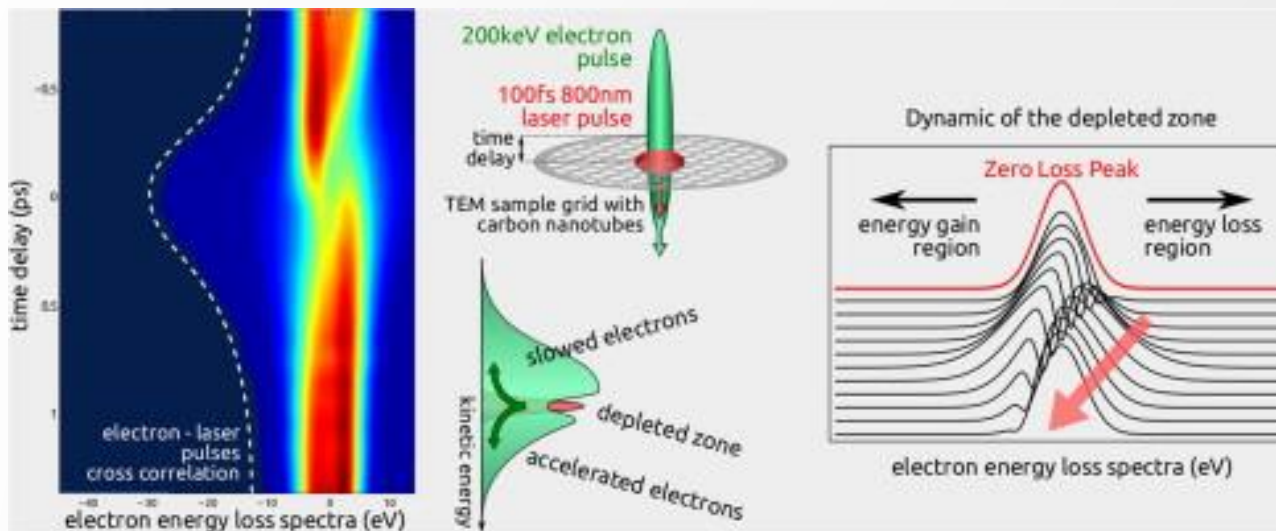 -0.5
0
0.5
1
time delay (ps)
electron - laser
pulses
cross correlation
-40
-30
-20
-10
0
10
electron energy loss spectra (eV)
200keV electron
pulse
100fs 800nm
laser pulse
time
delay
TEM sample grid with
carbon nanotubes
slowed electrons
depleted zone
accelerated electrons
kinetic energy
Dynamic of the depleted zone
Zero Loss Peak
energy gain
region
energy loss
region
electron energy loss spectra (eV)